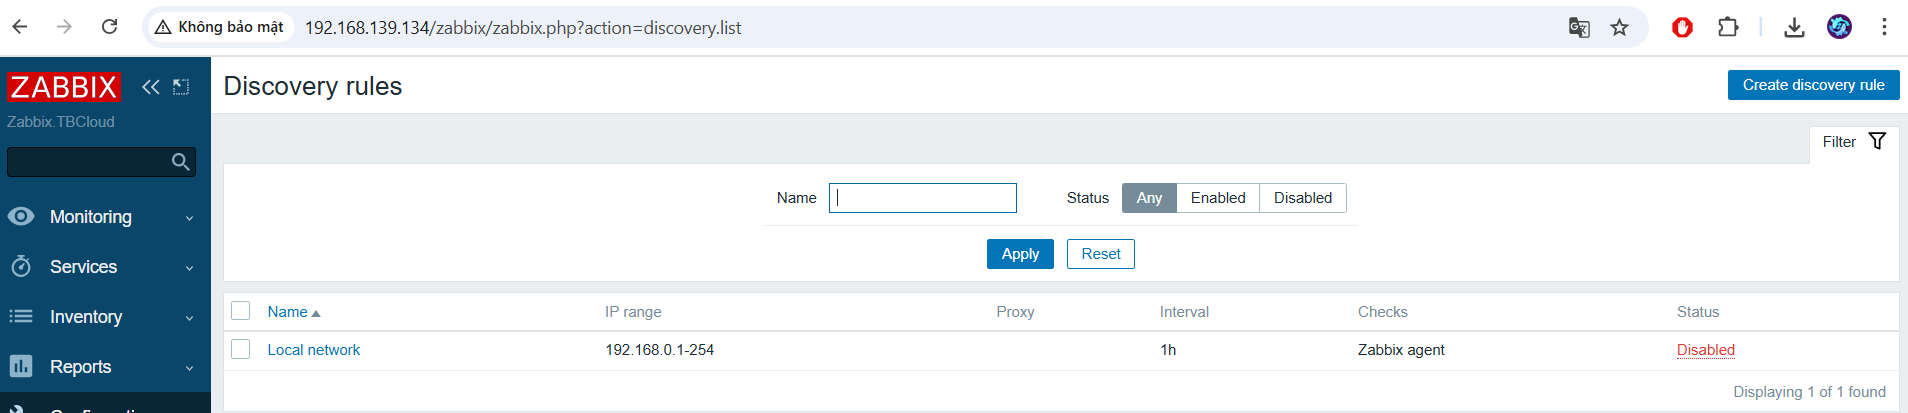 Không bảo mật 192.168.139.134/zabbix/zabbix.php?action=discovery.list
ZABBIX
Zabbix.TBCloud
Monitoring
Services
Inventory
Reports
Discovery rules
Create discovery rule
Filter
Name Status Any Enabled Disabled
Apply Reset
Name IP range Proxy Interval Checks Status
Local network 192.168.0.1-254 1h Zabbix agent Disabled
Displaying 1 of 1 found